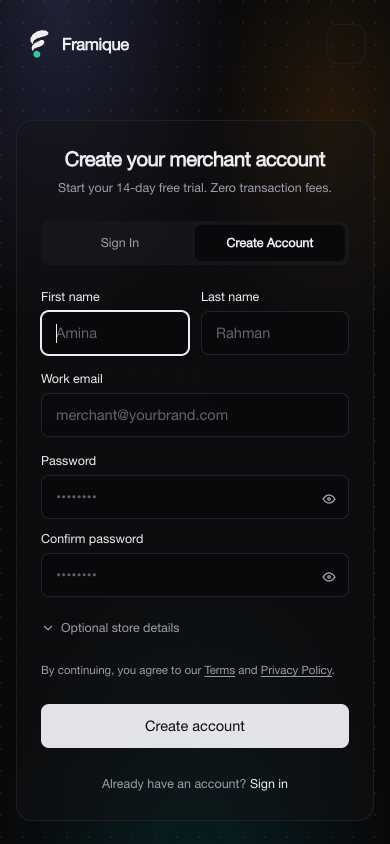 Framique
Create your merchant account
Start your 14-day free trial. Zero transaction fees.
Sign In
Create Account
First name
Last name
Amina
Rahman
Work email
merchant@yourbrand.com
Password
••••••••
Confirm password
••••••••
Optional store details
By continuing, you agree to our Terms and Privacy Policy.
Create account
Already have an account? Sign in